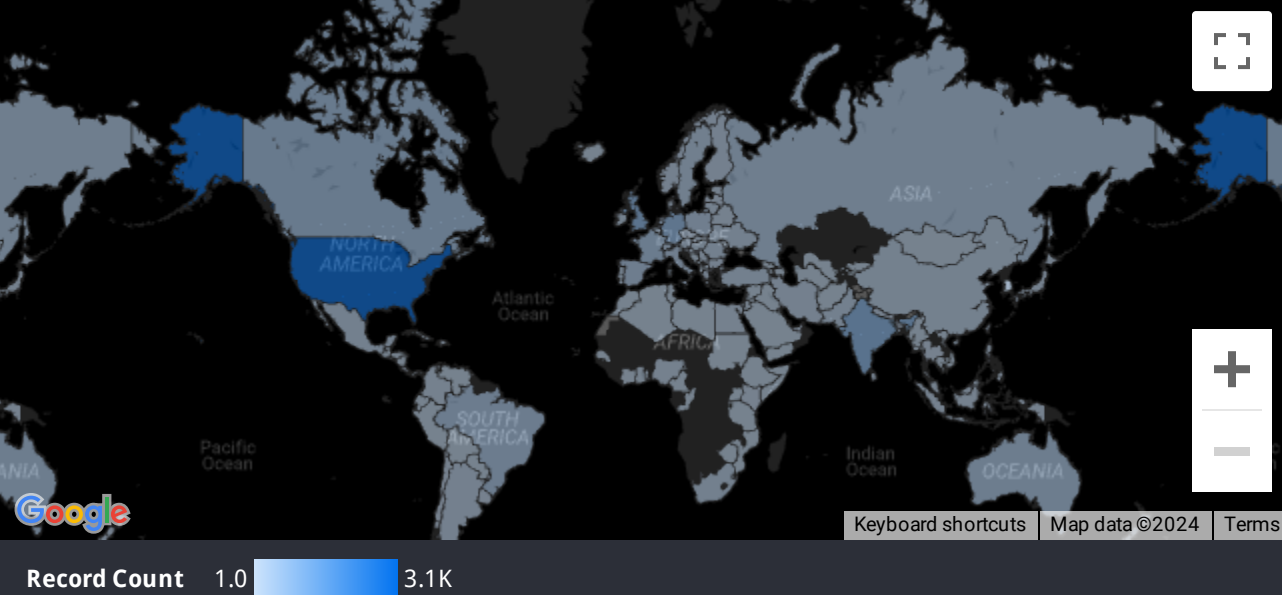 ASIA
NORTH
AMERICA
Atlantic
Ocean
AFRICA
SOUTH
AMERICA
Pacific
Ocean
Indian
Ocean
ANIA
OCEANIA
Google
Keyboard shortcuts
Map data ©2024
Terms
Record Count 1.0 3.1K